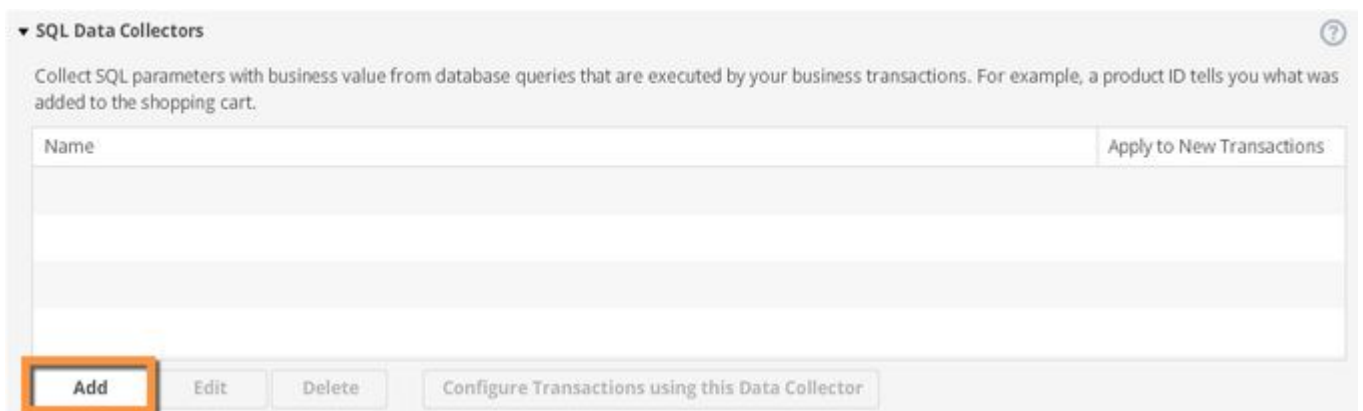 SQL Data Collectors
?
Collect SQL parameters with business value from database queries that are executed by your business transactions. For example, a product ID tells you what was
added to the shopping cart.
Name Apply to New Transactions
Add Edit Delete Configure Transactions using this Data Collector